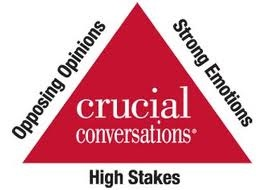 Opposing Opinions
Strong Emotions
crucial
conversations®
High Stakes